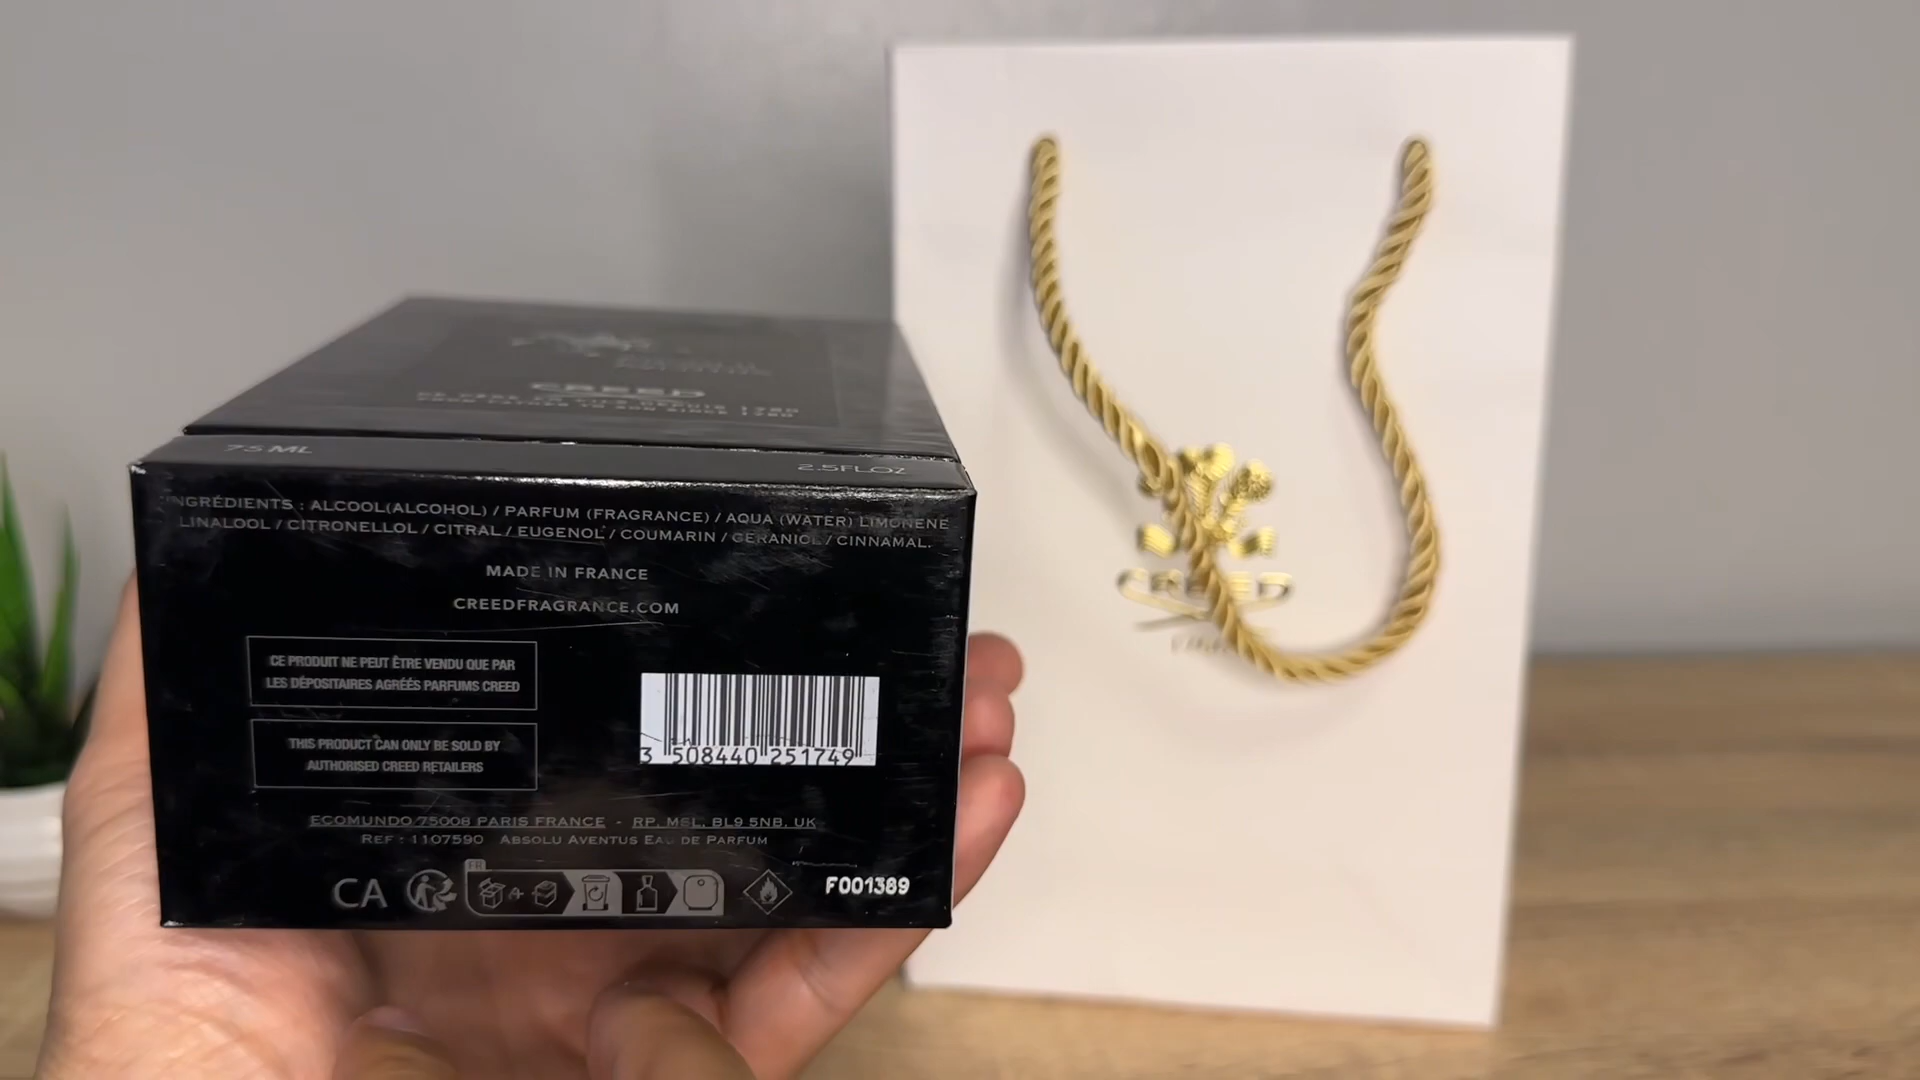 CREED
75 ML
2.5FLOZ
INGRÉDIENTS : ALCOOL(ALCOHOL) / PARFUM (FRAGRANCE) / AQUA (WATER) LIMONENE
LINALOOL / CITRONELLOL / CITRAL / EUGENOL / COUMARIN / GERANIOL / CINNAMAL.
MADE IN FRANCE
CREEDFRAGRANCE.COM
CE PRODUIT NE PEUT ÊTRE VENDU QUE PAR
LES DÉPOSITAIRES AGRÉÉS PARFUMS CREED
THIS PRODUCT CAN ONLY BE SOLD BY
AUTHORISED CREED RETAILERS
3 508440 251749
ECOMUNDO 75008 PARIS FRANCE - RP, M&L, BL9 5NB, UK
REF : 1107590 ABSOLU AVENTUS EAU DE PARFUM
FR
CA
F001389
CREED